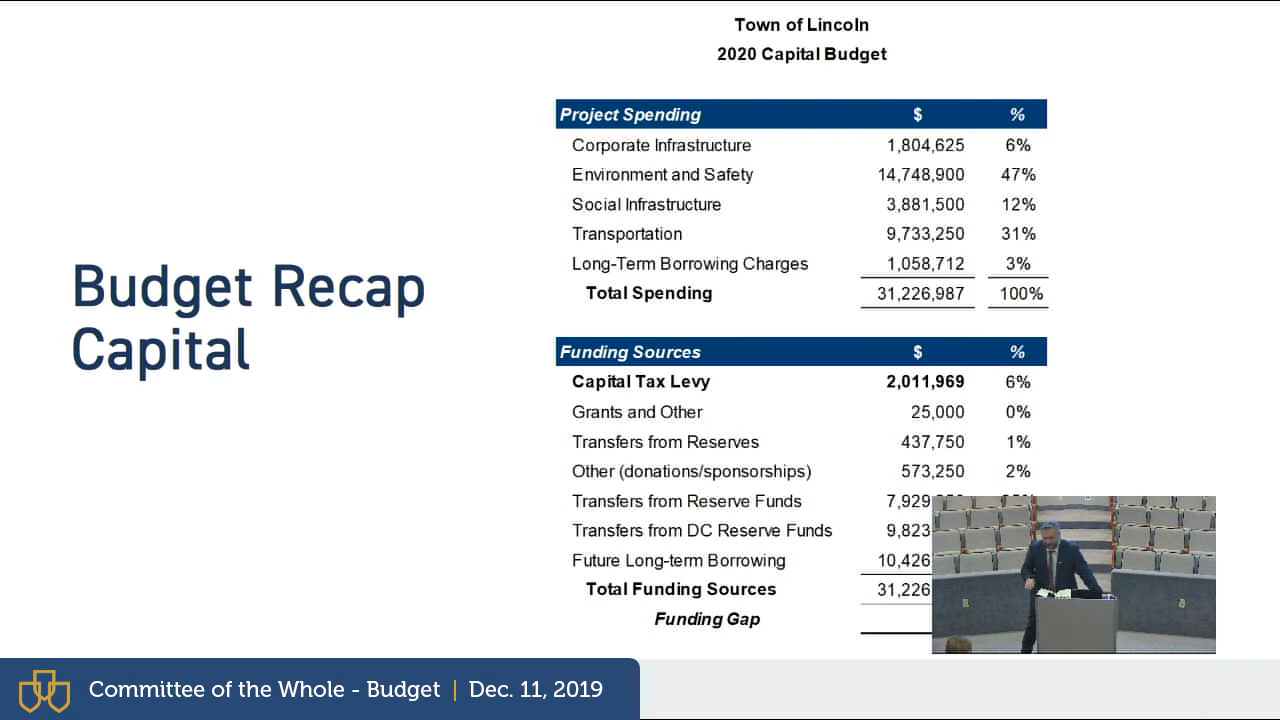 Town of Lincoln
2020 Capital Budget
Project Spending $ %
Corporate Infrastructure 1,804,625 6%
Environment and Safety 14,748,900 47%
Social Infrastructure 3,881,500 12%
Transportation 9,733,250 31%
Long-Term Borrowing Charges 1,058,712 3%
Total Spending 31,226,987 100%
Budget Recap
Capital
Funding Sources $ %
Capital Tax Levy 2,011,969 6%
Grants and Other 25,000 0%
Transfers from Reserves 437,750 1%
Other (donations/sponsorships) 573,250 2%
Transfers from Reserve Funds 7,929
Transfers from DC Reserve Funds 9,823
Future Long-term Borrowing 10,426
Total Funding Sources 31,226
Funding Gap
Committee of the Whole - Budget | Dec. 11, 2019